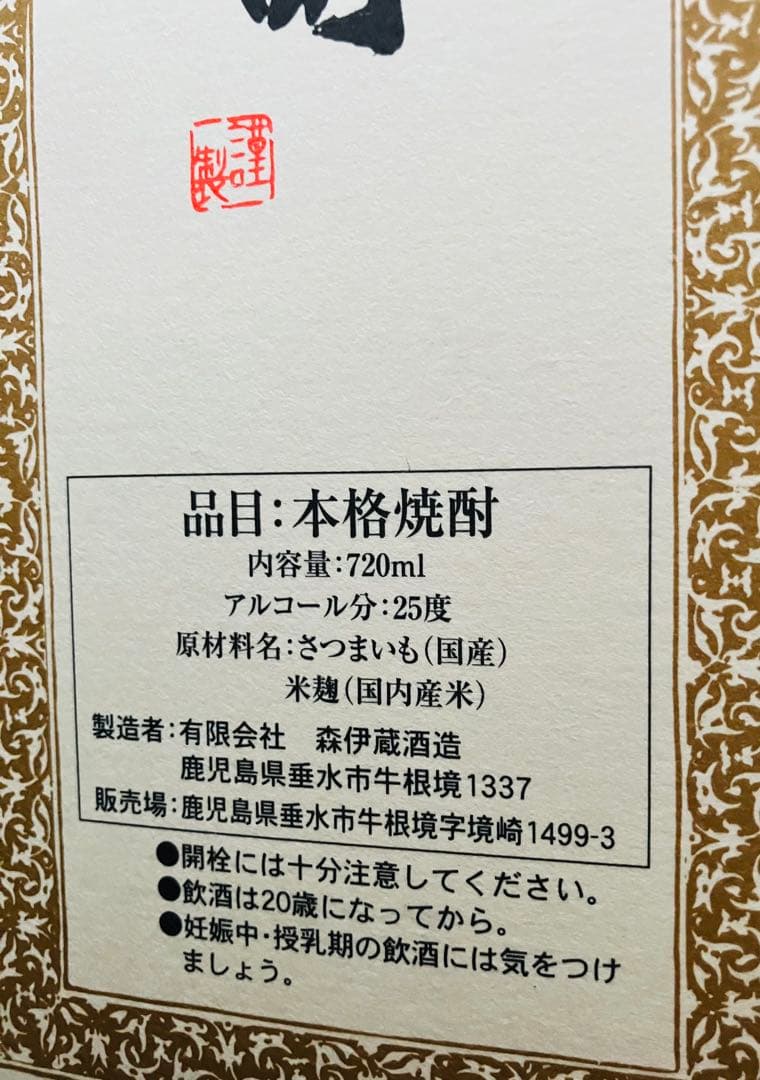 謹製
品目：本格焼酎
内容量：720ml
アルコール分：25度
原材料名：さつまいも（国産）
米麹（国内産米）
製造者：有限会社　森伊蔵酒造
鹿児島県垂水市牛根境1337
販売場：鹿児島県垂水市牛根境字境崎1499-3
●開栓には十分注意してください。
●飲酒は20歳になってから。
●妊娠中・授乳期の飲酒には気をつけ
ましょう。